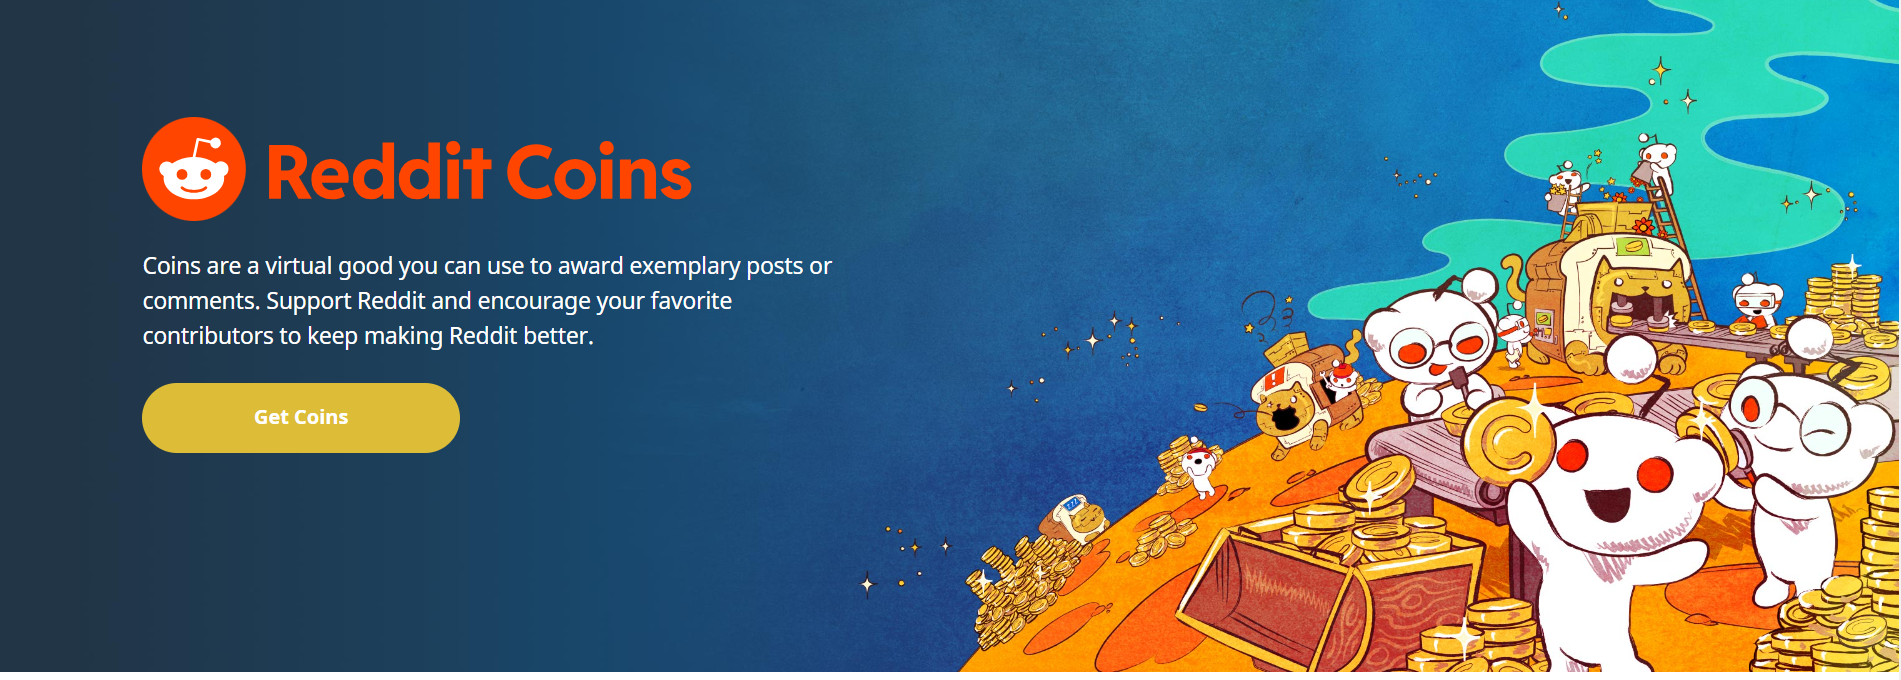 Reddit Coins
Coins are a virtual good you can use to award exemplary posts or
comments. Support Reddit and encourage your favorite
contributors to keep making Reddit better.
Get Coins
C
zzz
!